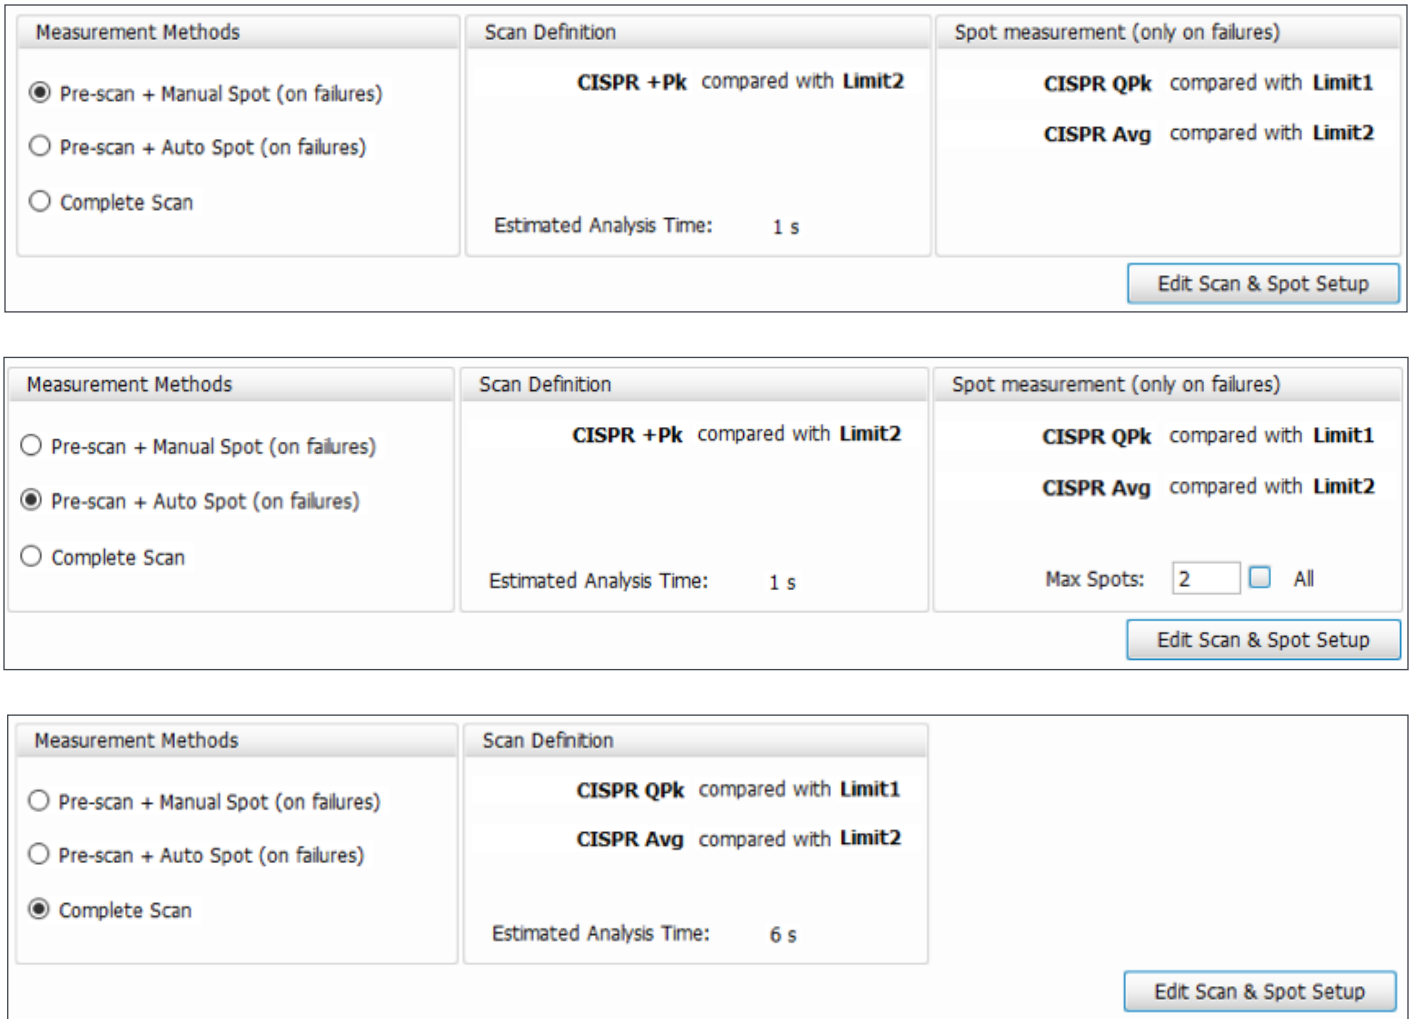 Measurement Methods
Pre-scan + Manual Spot (on failures)
Pre-scan + Auto Spot (on failures)
Complete Scan
Scan Definition
CISPR +Pk compared with Limit2
Estimated Analysis Time: 1 s
Spot measurement (only on failures)
CISPR QPk compared with Limit1
CISPR Avg compared with Limit2
Edit Scan & Spot Setup
Measurement Methods
Pre-scan + Manual Spot (on failures)
Pre-scan + Auto Spot (on failures)
Complete Scan
Scan Definition
CISPR +Pk compared with Limit2
Estimated Analysis Time: 1 s
Spot measurement (only on failures)
CISPR QPk compared with Limit1
CISPR Avg compared with Limit2
Max Spots: 2 All
Edit Scan & Spot Setup
Measurement Methods
Pre-scan + Manual Spot (on failures)
Pre-scan + Auto Spot (on failures)
Complete Scan
Scan Definition
CISPR QPk compared with Limit1
CISPR Avg compared with Limit2
Estimated Analysis Time: 6 s
Edit Scan & Spot Setup